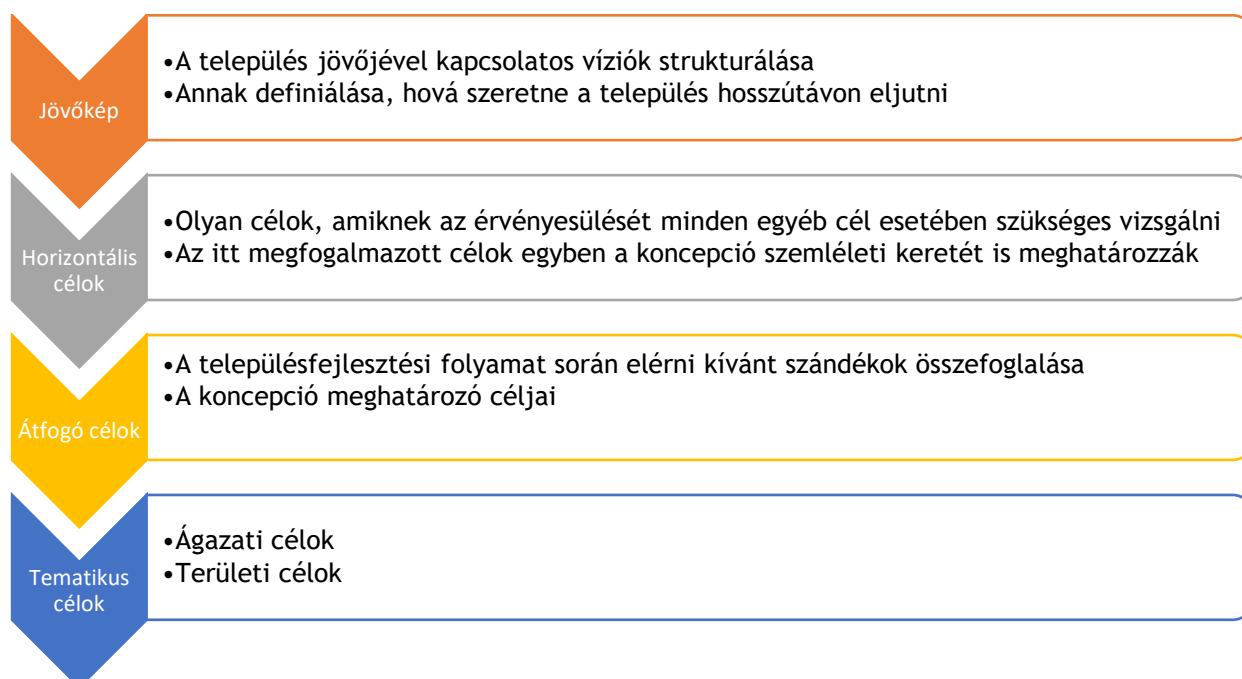 Jövőkép
•A település jövőjével kapcsolatos víziók strukturálása
•Annak definiálása, hová szeretne a település hosszútávon eljutni
Horizontális
célok
•Olyan célok, amiknek az érvényesülését minden egyéb cél esetében szükséges vizsgálni
•Az itt megfogalmazott célok egyben a koncepció szemléleti keretét is meghatározzák
Átfogó célok
•A településfejlesztési folyamat során elérni kívánt szándékok összefoglalása
•A koncepció meghatározó céljai
Tematikus
célok
•Ágazati célok
•Területi célok